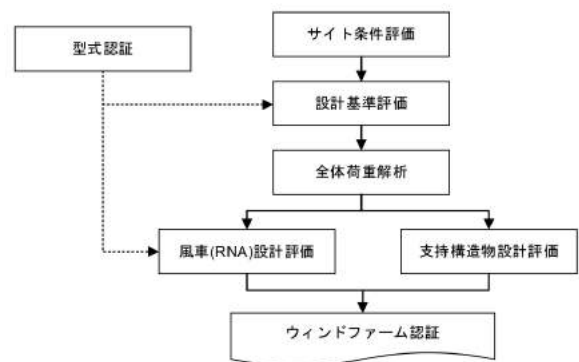 サイト条件評価
型式認証
設計基準評価
全体荷重解析
風車(RNA)設計評価
支持構造物設計評価
ウィンドファーム認証